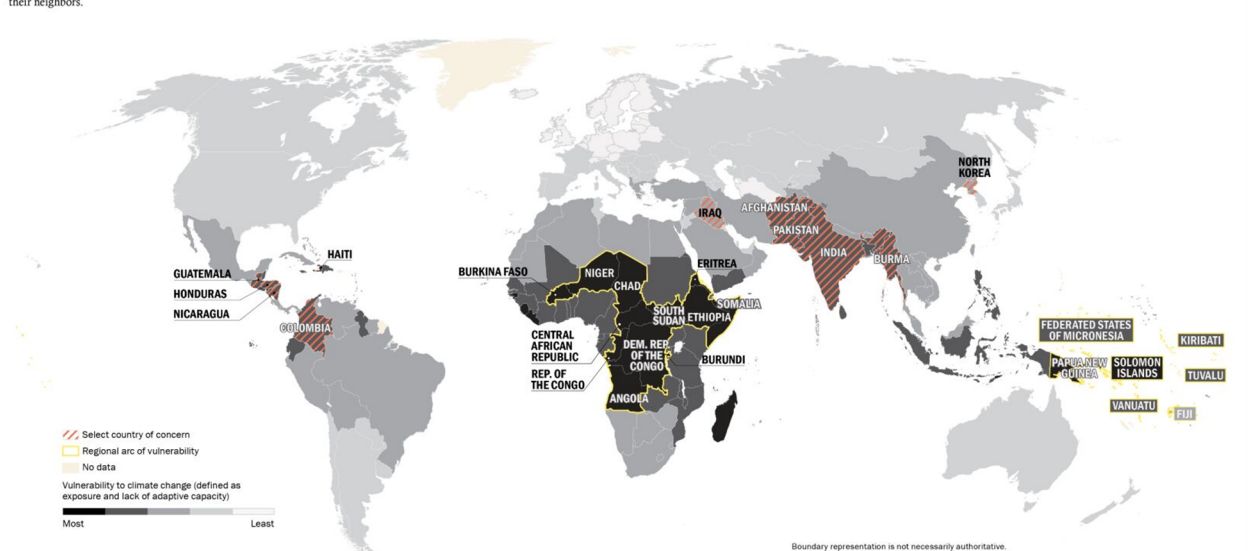 their neighbors.
NORTH
KOREA
IRAQ
AFGHANISTAN
PAKISTAN
INDIA
BURMA
HAITI
GUATEMALA
HONDURAS
NICARAGUA
COLOMBIA
BURKINA FASO
NIGER
CHAD
ERITREA
SOMALIA
SOUTH
SUDAN
ETHIOPIA
CENTRAL
AFRICAN
REPUBLIC
DEM. REP.
OF THE
CONGO
BURUNDI
REP. OF
THE CONGO
ANGOLA
FEDERATED STATES
OF MICRONESIA
KIRIBATI
PAPUA NEW
GUINEA
SOLOMON
ISLANDS
TUVALU
VANUATU
FIJI
Select country of concern
Regional arc of vulnerability
No data
Vulnerability to climate change (defined as
exposure and lack of adaptive capacity)
Most
Least
Boundary representation is not necessarily authoritative.